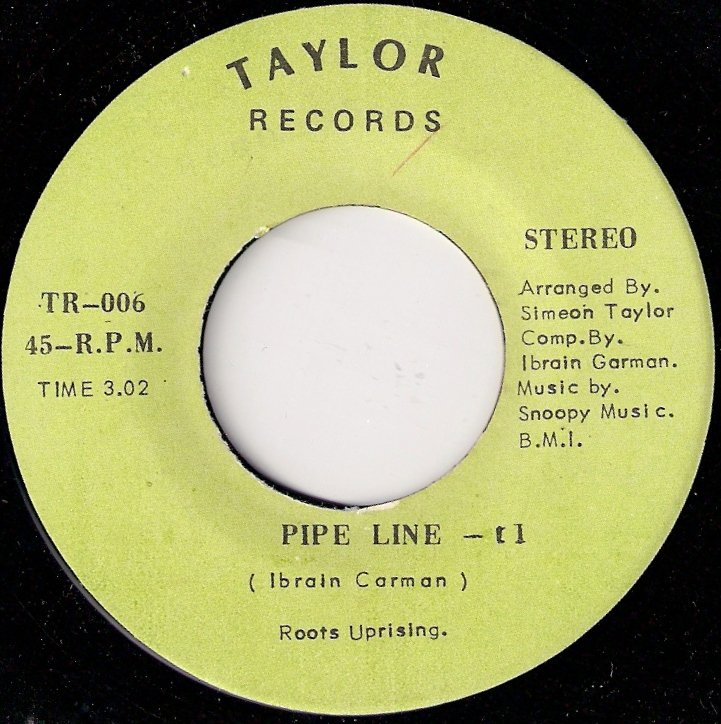 TAYLOR
RECORDS
STEREO
TR-006
45-R.P.M.
TIME 3.02
Arranged By.
Simeon Taylor
Comp.By.
Ibrain Garman.
Music by.
Snoopy Music.
B.M.I.
PIPE LINE - t1
( Ibrain Carman )
Roots Uprising.